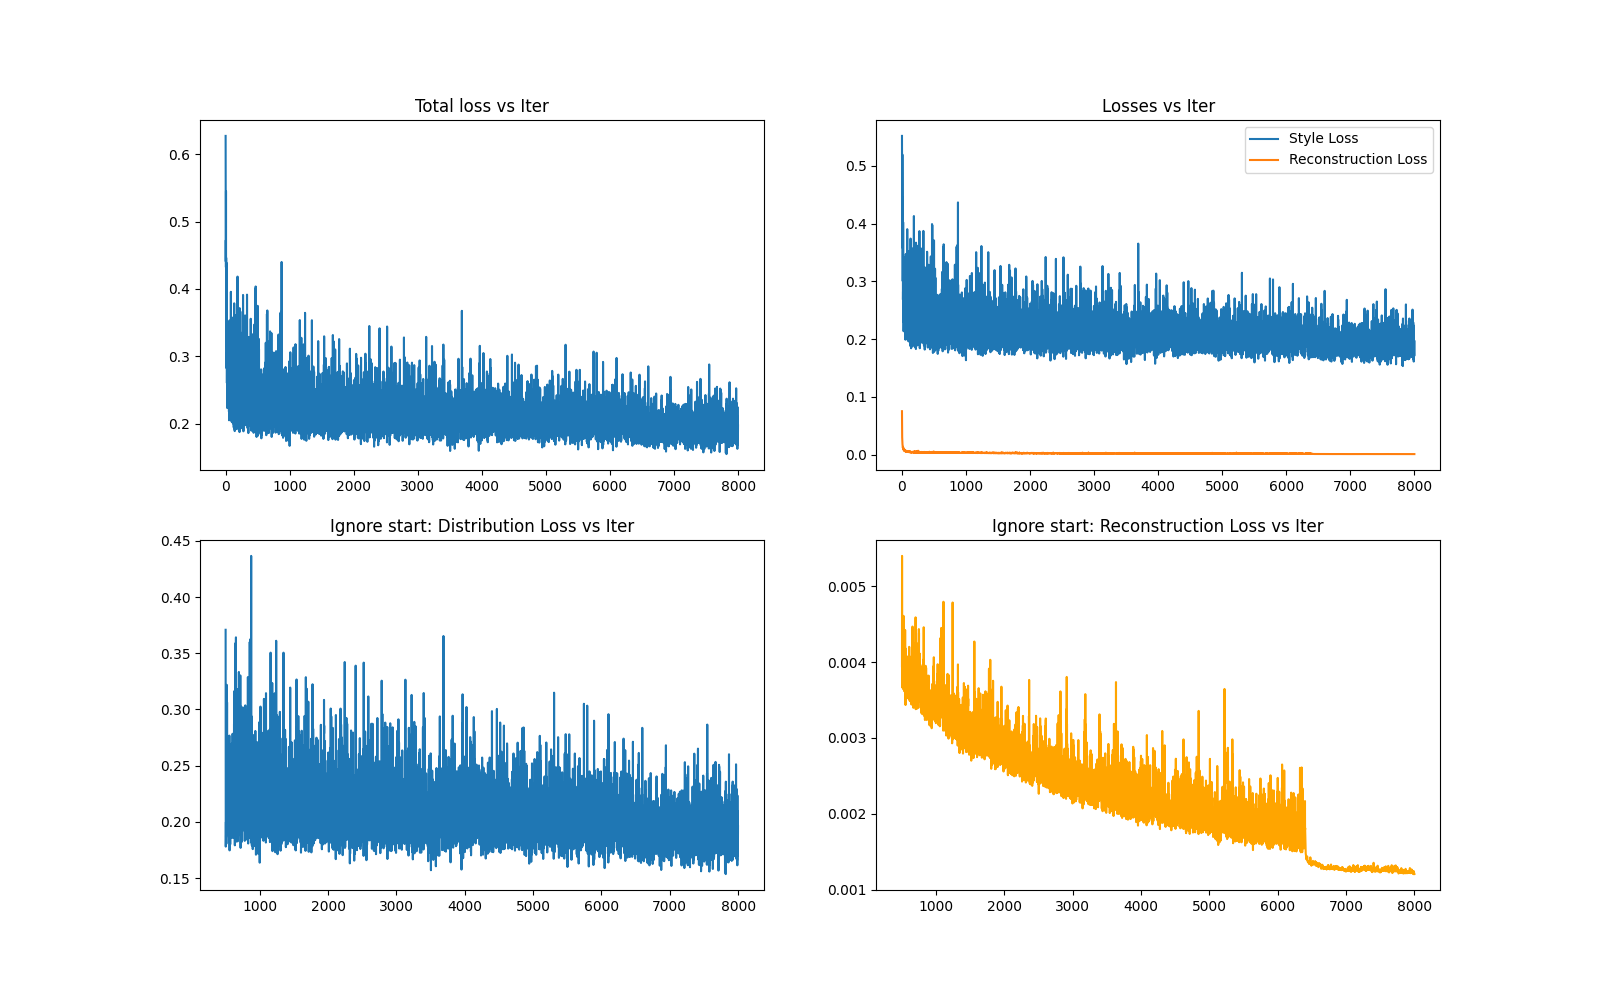 Total loss vs Iter
0.6
0.5
0.4
0.3
0.2
0 1000 2000 3000 4000 5000 6000 7000 8000
Losses vs Iter
Style Loss
Reconstruction Loss
0.5
0.4
0.3
0.2
0.1
0.0
0 1000 2000 3000 4000 5000 6000 7000 8000
Ignore start: Distribution Loss vs Iter
0.45
0.40
0.35
0.30
0.25
0.20
0.15
1000 2000 3000 4000 5000 6000 7000 8000
Ignore start: Reconstruction Loss vs Iter
0.005
0.004
0.003
0.002
0.001
1000 2000 3000 4000 5000 6000 7000 8000